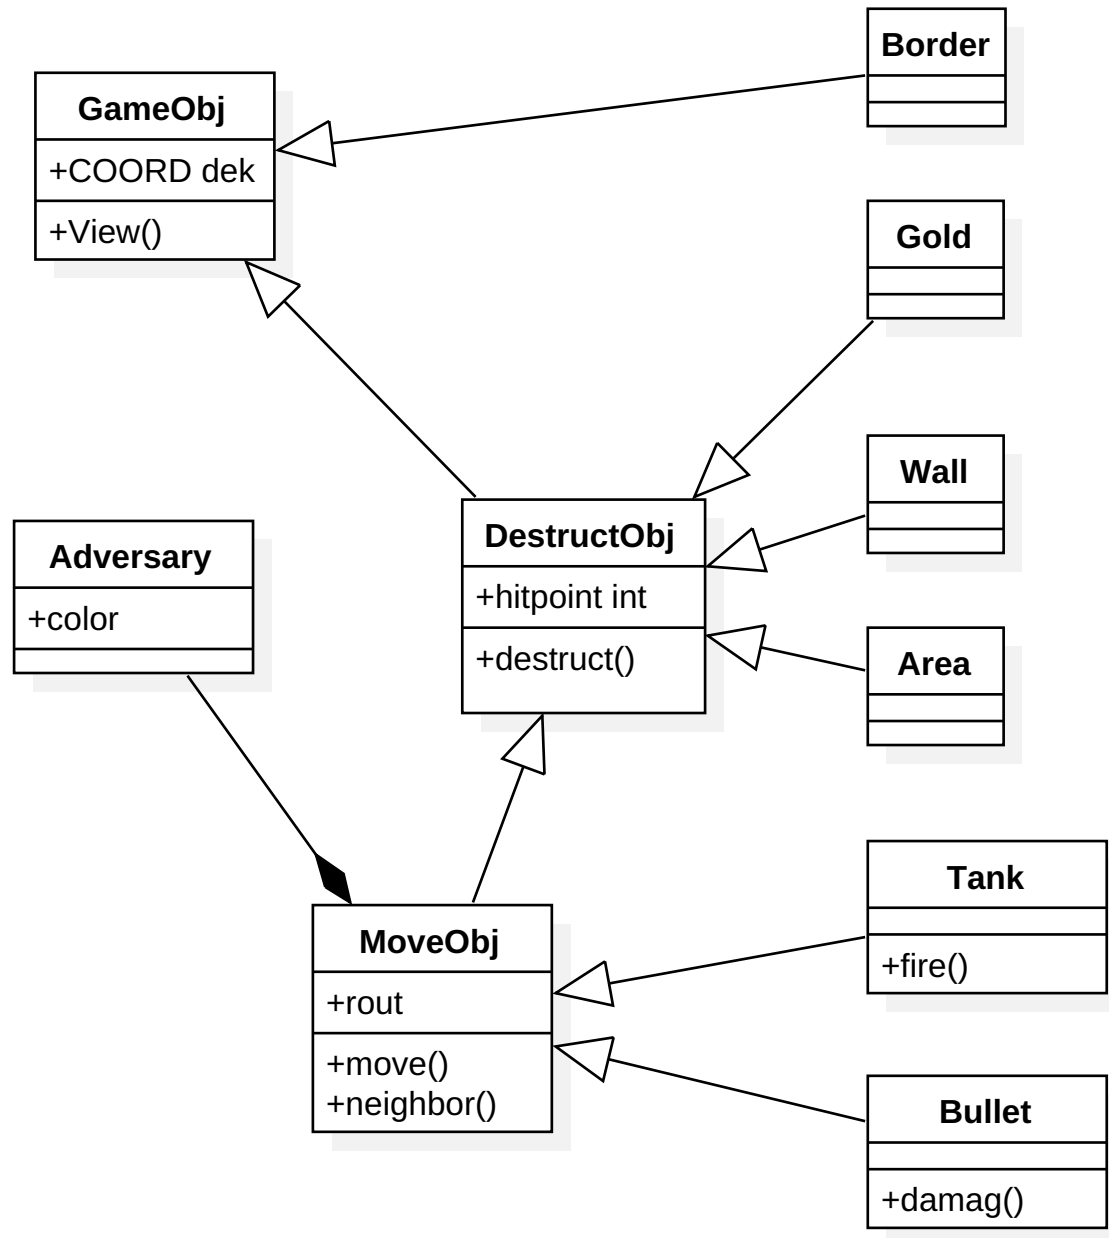 Border
GameObj
+COORD dek
+View()
Gold
Wall
DestructObj
+hitpoint int
+destruct()
Adversary
+color
Area
Tank
+fire()
MoveObj
+rout
+move()
+neighbor()
Bullet
+damag()